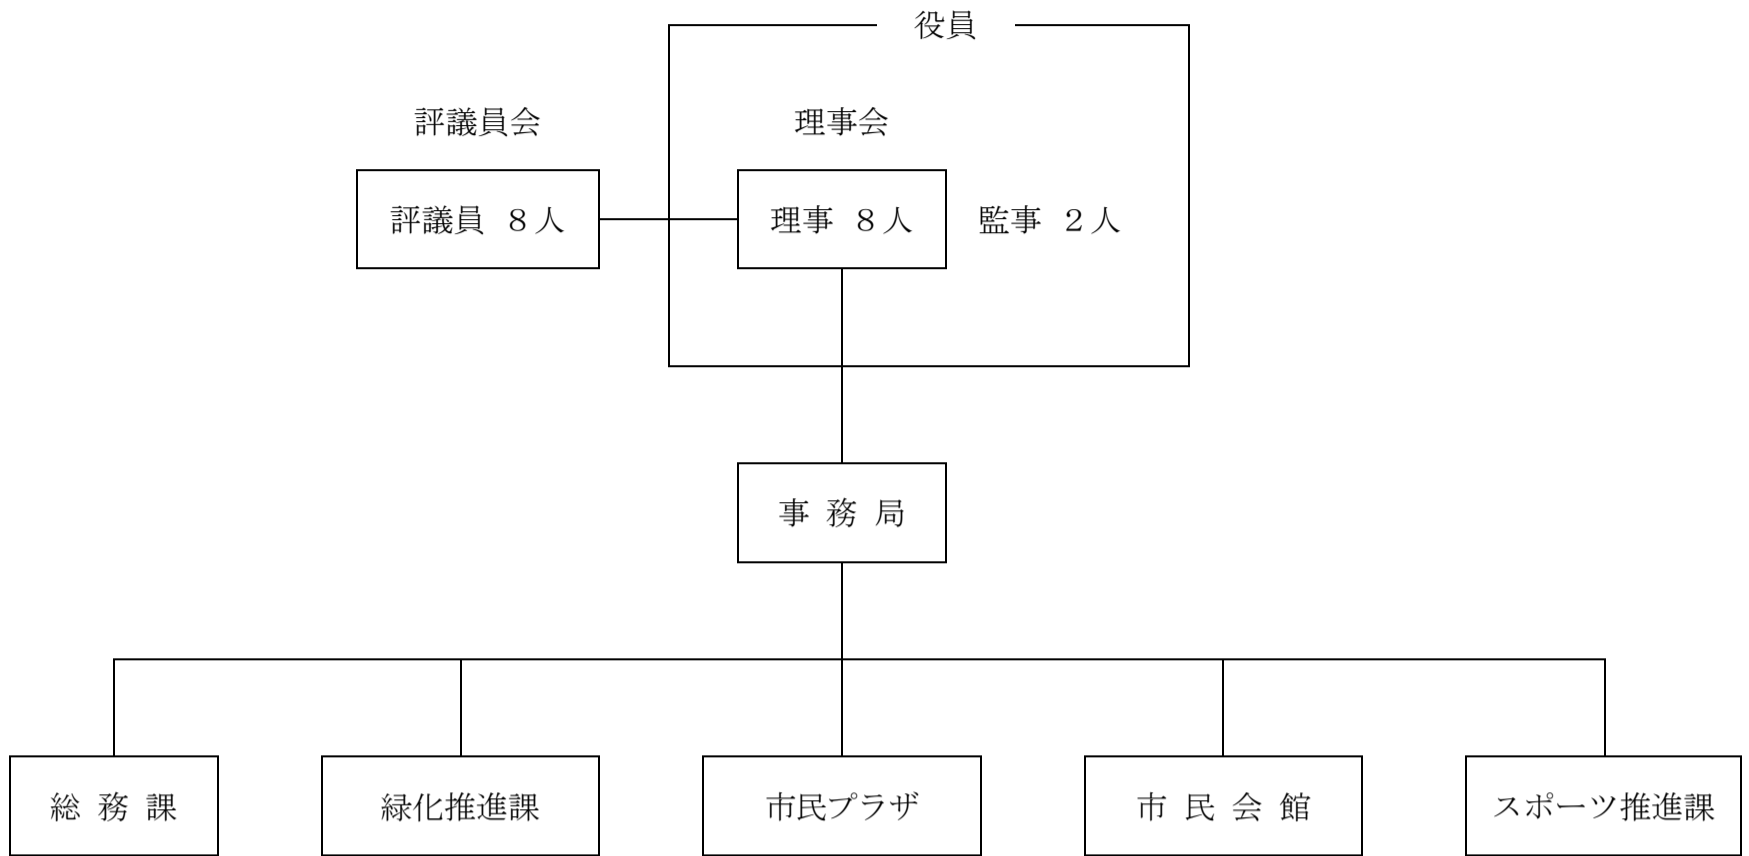 役員
評議員会
理事会
評議員 ８人
理事 ８人
監事 ２人
事 務 局
総 務 課
緑化推進課
市民プラザ
市 民 会 館
スポーツ推進課